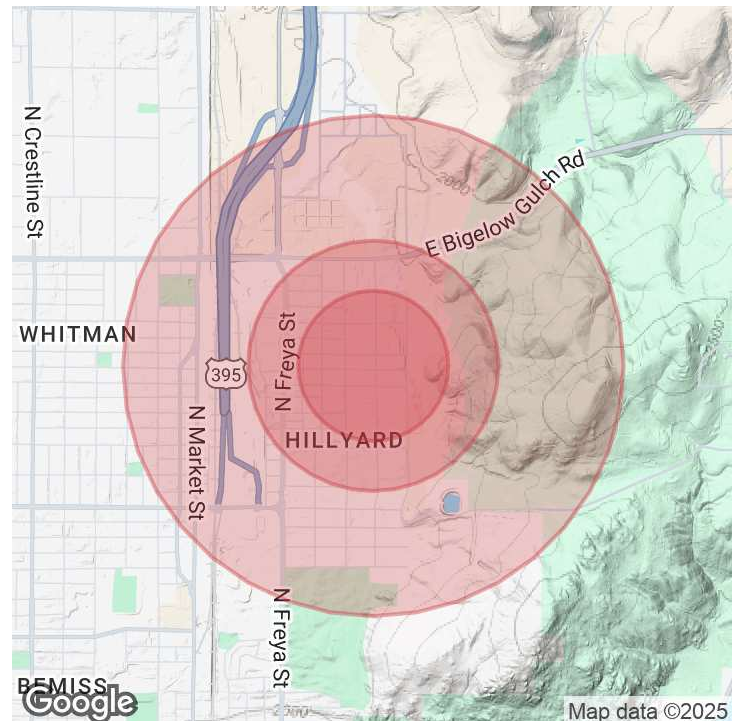 N Crestline St
2000
E Bigelow Gulch Rd
WHITMAN
N Freya St
395
HILLYARD
N Market St
N Freya St
BEMISS
Google
Map data ©2025